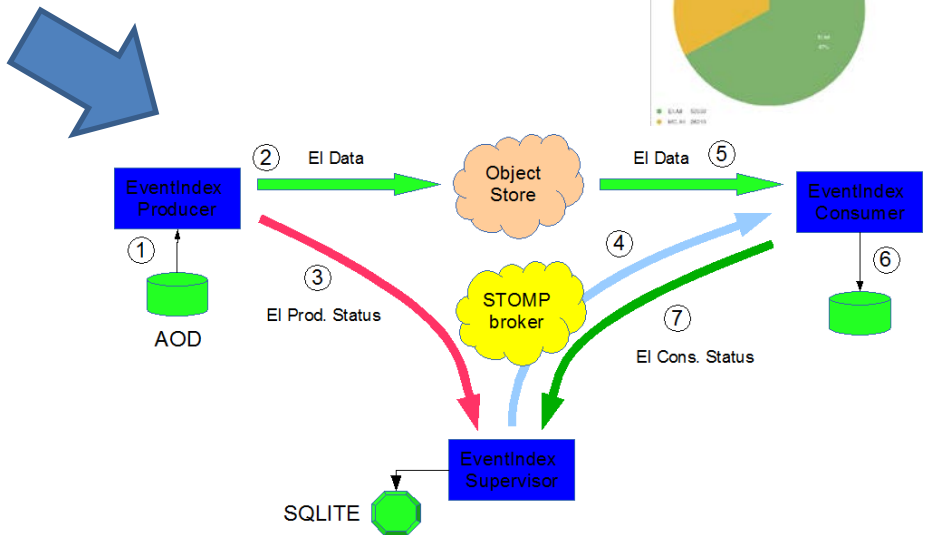 2
EI Data
Object
Store
EI Data
5
EventIndex
Producer
EventIndex
Consumer
1
3
4
6
AOD
EI Prod. Status
STOMP
broker
7
EI Cons. Status
EventIndex
Supervisor
SQLITE